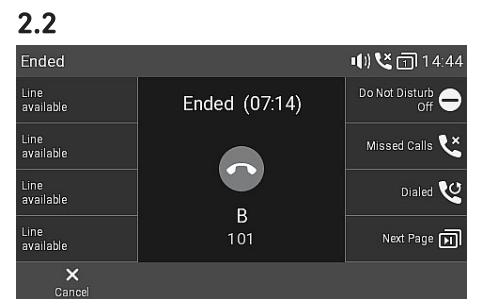 2.2
Ended
1 14:44
Line
available
Line
available
Line
available
Line
available
Ended (07:14)
B
101
Do Not Disturb
Off
Missed Calls
Dialed
Next Page
Cancel